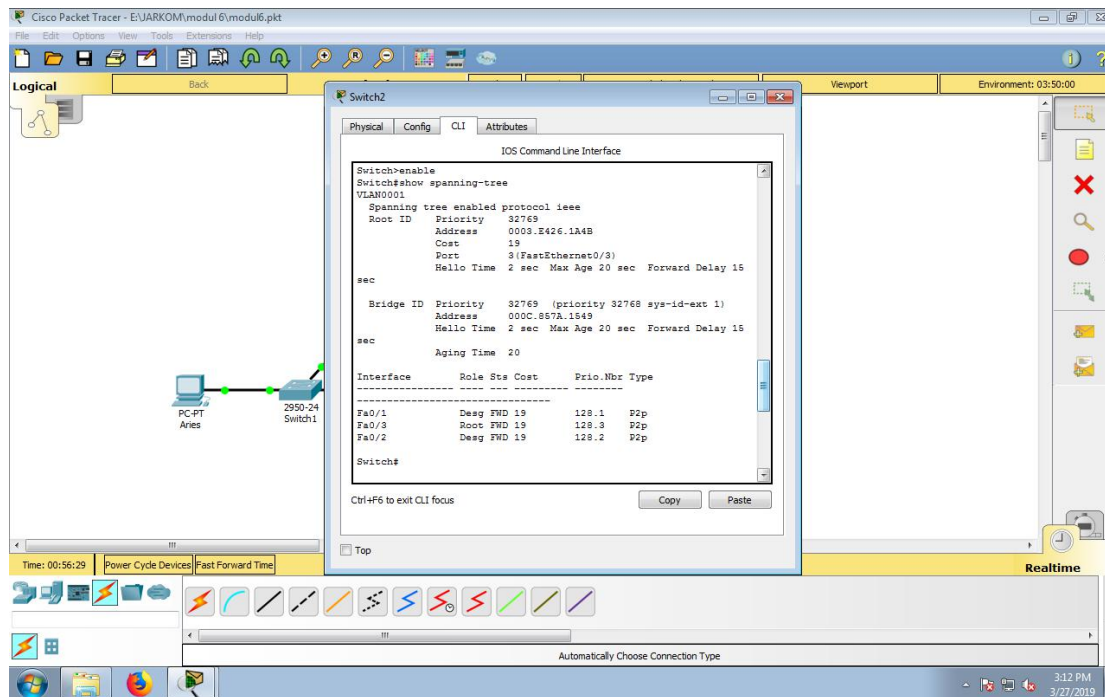 Cisco Packet Tracer - E:\JARKOM\modul 6\modul6.pkt
File Edit Options View Tools Extensions Help
Logical
Back
Viewport
Environment: 03:50:00
Switch2
Physical Config CLI Attributes
IOS Command Line Interface
Switch>enable
Switch#show spanning-tree
VLAN0001
Spanning tree enabled protocol ieee
Root ID Priority 32769
Address 0003.E426.1A4B
Cost 19
Port 3(FastEthernet0/3)
Hello Time 2 sec Max Age 20 sec Forward Delay 15
sec
Bridge ID Priority 32769 (priority 32768 sys-id-ext 1)
Address 000C.857A.1549
Hello Time 2 sec Max Age 20 sec Forward Delay 15
sec
Aging Time 20
Interface Role Sts Cost Prio.Nbr Type
---------------- ---- --- --------- --------
--------------------------------
Fa0/1 Desg FWD 19 128.1 P2p
Fa0/3 Root FWD 19 128.3 P2p
Fa0/2 Desg FWD 19 128.2 P2p
Switch#
Ctrl+F6 to exit CLI focus
Copy Paste
Top
PC-PT
Aries
2950-24
Switch1
Time: 00:56:29 Power Cycle Devices Fast Forward Time
Realtime
Automatically Choose Connection Type
3:12 PM
3/27/2019